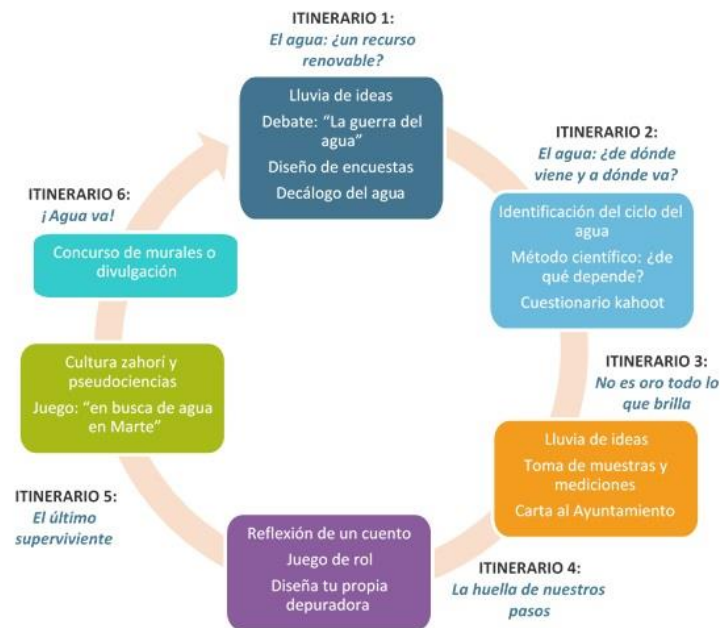 ITINERARIO 1:
El agua: ¿un recurso
renovable?
Lluvia de ideas
Debate: “La guerra del
agua”
Diseño de encuestas
Decálogo del agua
ITINERARIO 2:
El agua: ¿de dónde
viene y a dónde va?
Identificación del ciclo del
agua
Método científico: ¿de
qué depende?
Cuestionario kahoot
ITINERARIO 3:
No es oro todo lo
que brilla
Lluvia de ideas
Toma de muestras y
mediciones
Carta al Ayuntamiento
ITINERARIO 4:
La huella de nuestros
pasos
Reflexión de un cuento
Juego de rol
Diseña tu propia
depuradora
ITINERARIO 5:
El último
superviviente
Cultura zahorí y
pseudociencias
Juego: “en busca de agua
en Marte”
ITINERARIO 6:
¡Agua va!
Concurso de murales o
divulgación